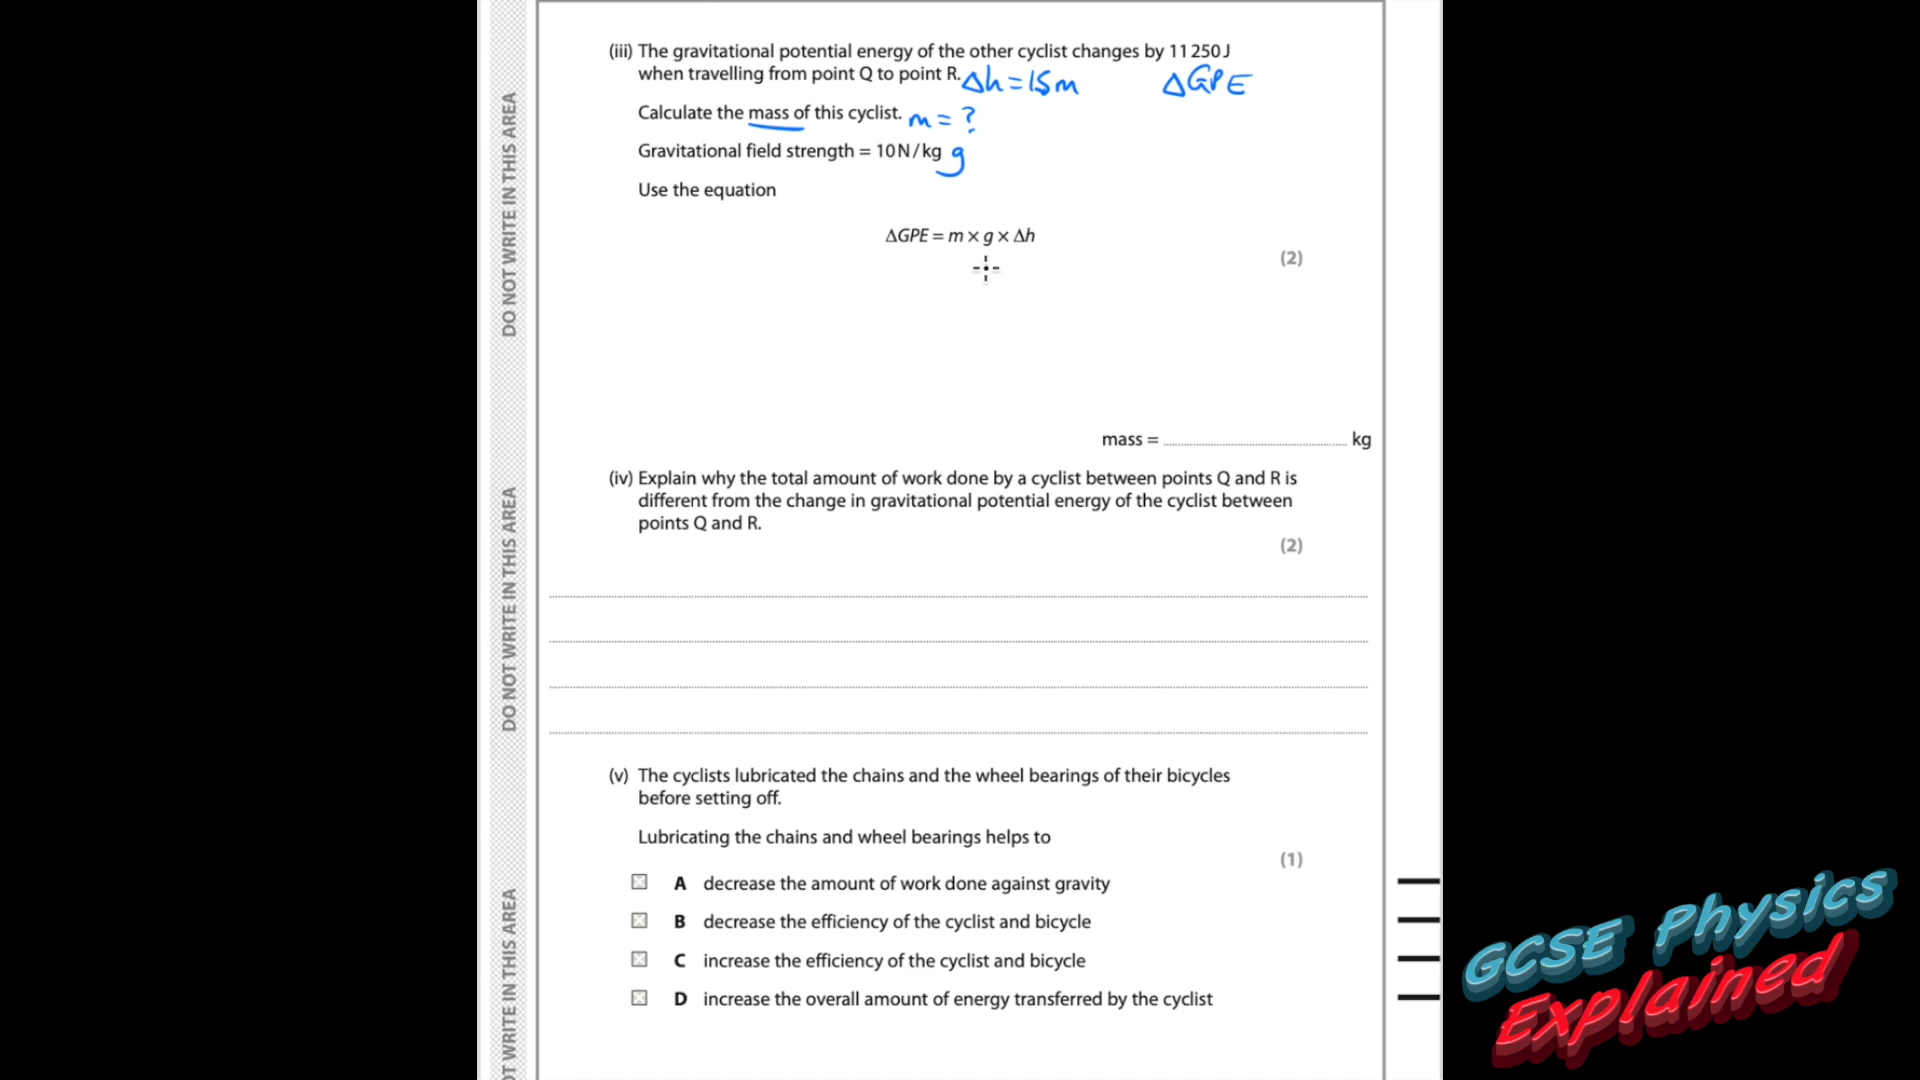 (iii) The gravitational potential energy of the other cyclist changes by 11 250 J
when travelling from point Q to point R. Δh = 15m ΔGPE
Calculate the mass of this cyclist. m = ?
Gravitational field strength = 10 N / kg g
Use the equation
ΔGPE = m × g × Δh
(2)
mass = ........ kg
(iv) Explain why the total amount of work done by a cyclist between points Q and R is
different from the change in gravitational potential energy of the cyclist between
points Q and R.
(2)
(v) The cyclists lubricated the chains and the wheel bearings of their bicycles
before setting off.
Lubricating the chains and wheel bearings helps to
(1)
A decrease the amount of work done against gravity
B decrease the efficiency of the cyclist and bicycle
C increase the efficiency of the cyclist and bicycle
D increase the overall amount of energy transferred by the cyclist
DO NOT WRITE IN THIS AREA
DO NOT WRITE IN THIS AREA
OT WRITE IN THIS AREA
GCSE Physics
Explained